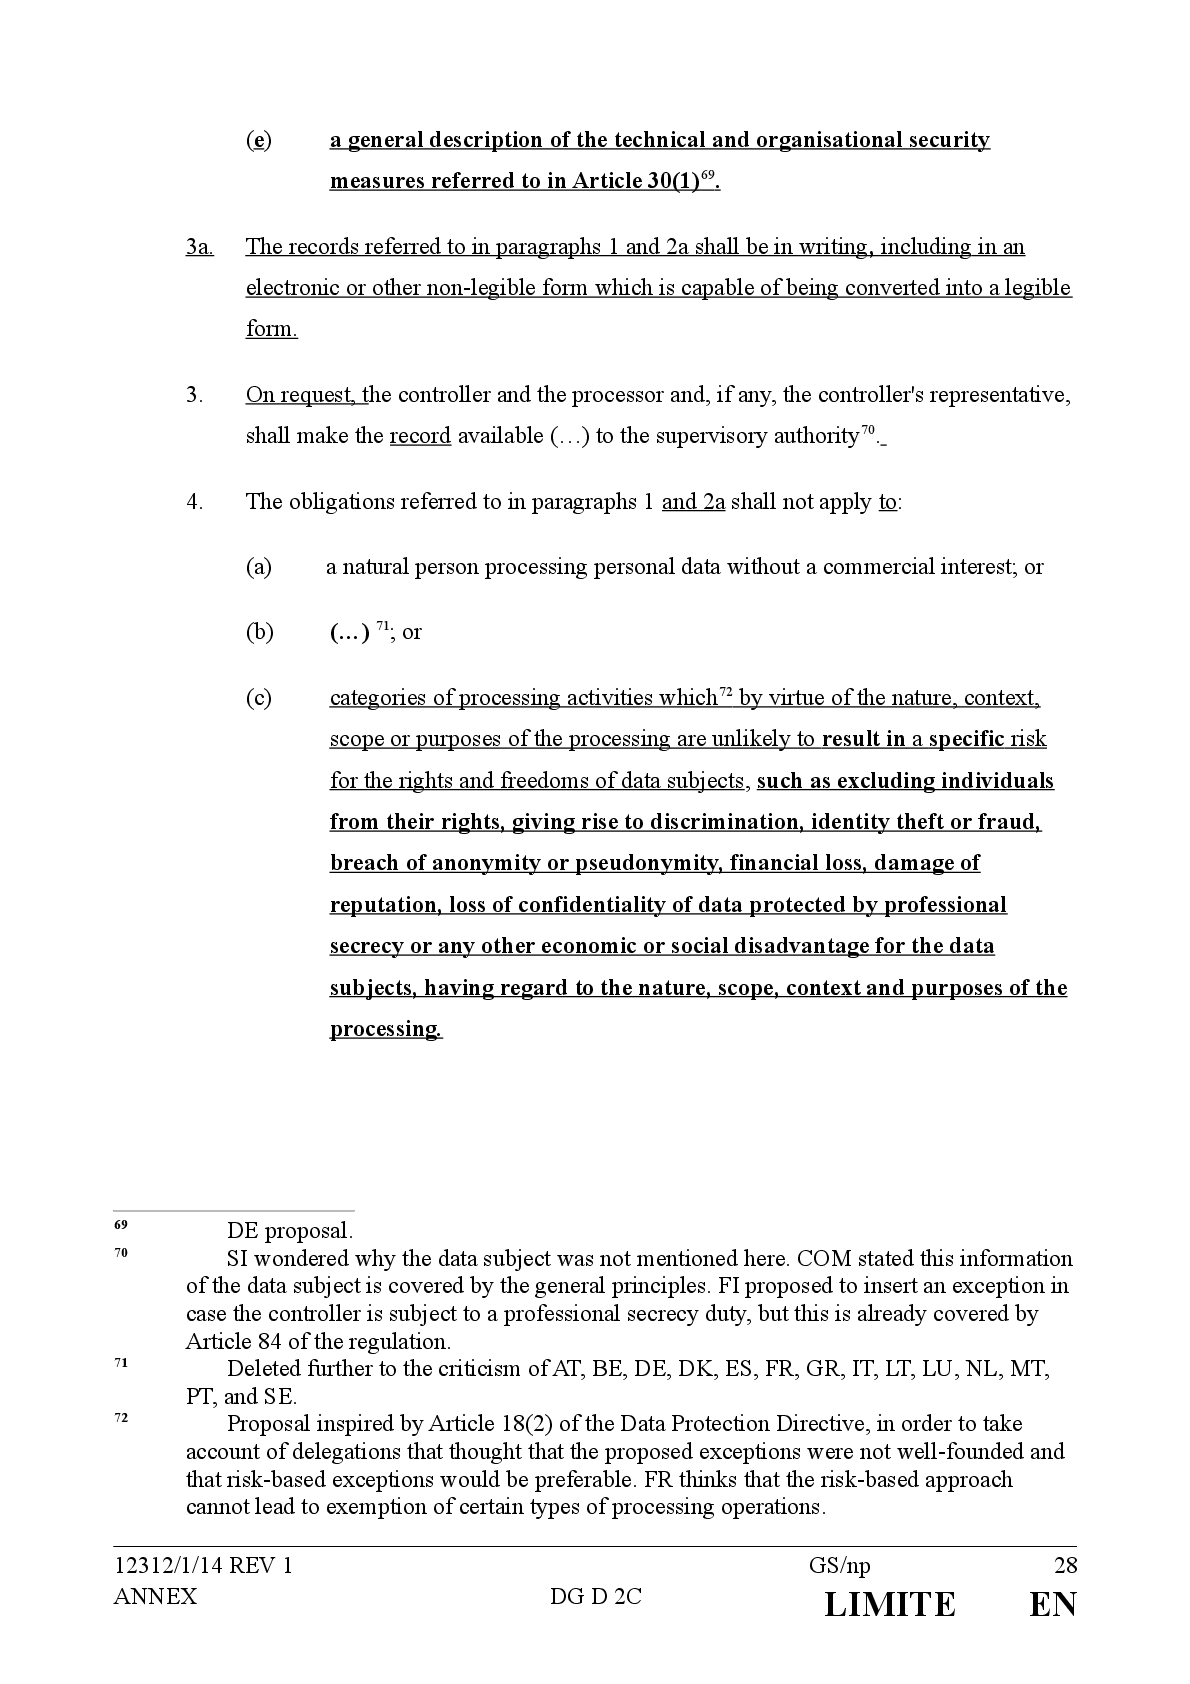 (e) a general description of the technical and organisational security
measures referred to in Article 30(1)69.
3a. The records referred to in paragraphs 1 and 2a shall be in writing, including in an
electronic or other non-legible form which is capable of being converted into a legible
form.
3. On request, the controller and the processor and, if any, the controller's representative,
shall make the record available (…) to the supervisory authority70.
4. The obligations referred to in paragraphs 1 and 2a shall not apply to:
(a) a natural person processing personal data without a commercial interest; or
(b) (…) 71; or
(c) categories of processing activities which72 by virtue of the nature, context,
scope or purposes of the processing are unlikely to result in a specific risk
for the rights and freedoms of data subjects, such as excluding individuals
from their rights, giving rise to discrimination, identity theft or fraud,
breach of anonymity or pseudonymity, financial loss, damage of
reputation, loss of confidentiality of data protected by professional
secrecy or any other economic or social disadvantage for the data
subjects, having regard to the nature, scope, context and purposes of the
processing.
69 DE proposal.
70 SI wondered why the data subject was not mentioned here. COM stated this information
of the data subject is covered by the general principles. FI proposed to insert an exception in
case the controller is subject to a professional secrecy duty, but this is already covered by
Article 84 of the regulation.
71 Deleted further to the criticism of AT, BE, DE, DK, ES, FR, GR, IT, LT, LU, NL, MT,
PT, and SE.
72 Proposal inspired by Article 18(2) of the Data Protection Directive, in order to take
account of delegations that thought that the proposed exceptions were not well-founded and
that risk-based exceptions would be preferable. FR thinks that the risk-based approach
cannot lead to exemption of certain types of processing operations.
12312/1/14 REV 1 GS/np 28
ANNEX DG D 2C LIMITE EN